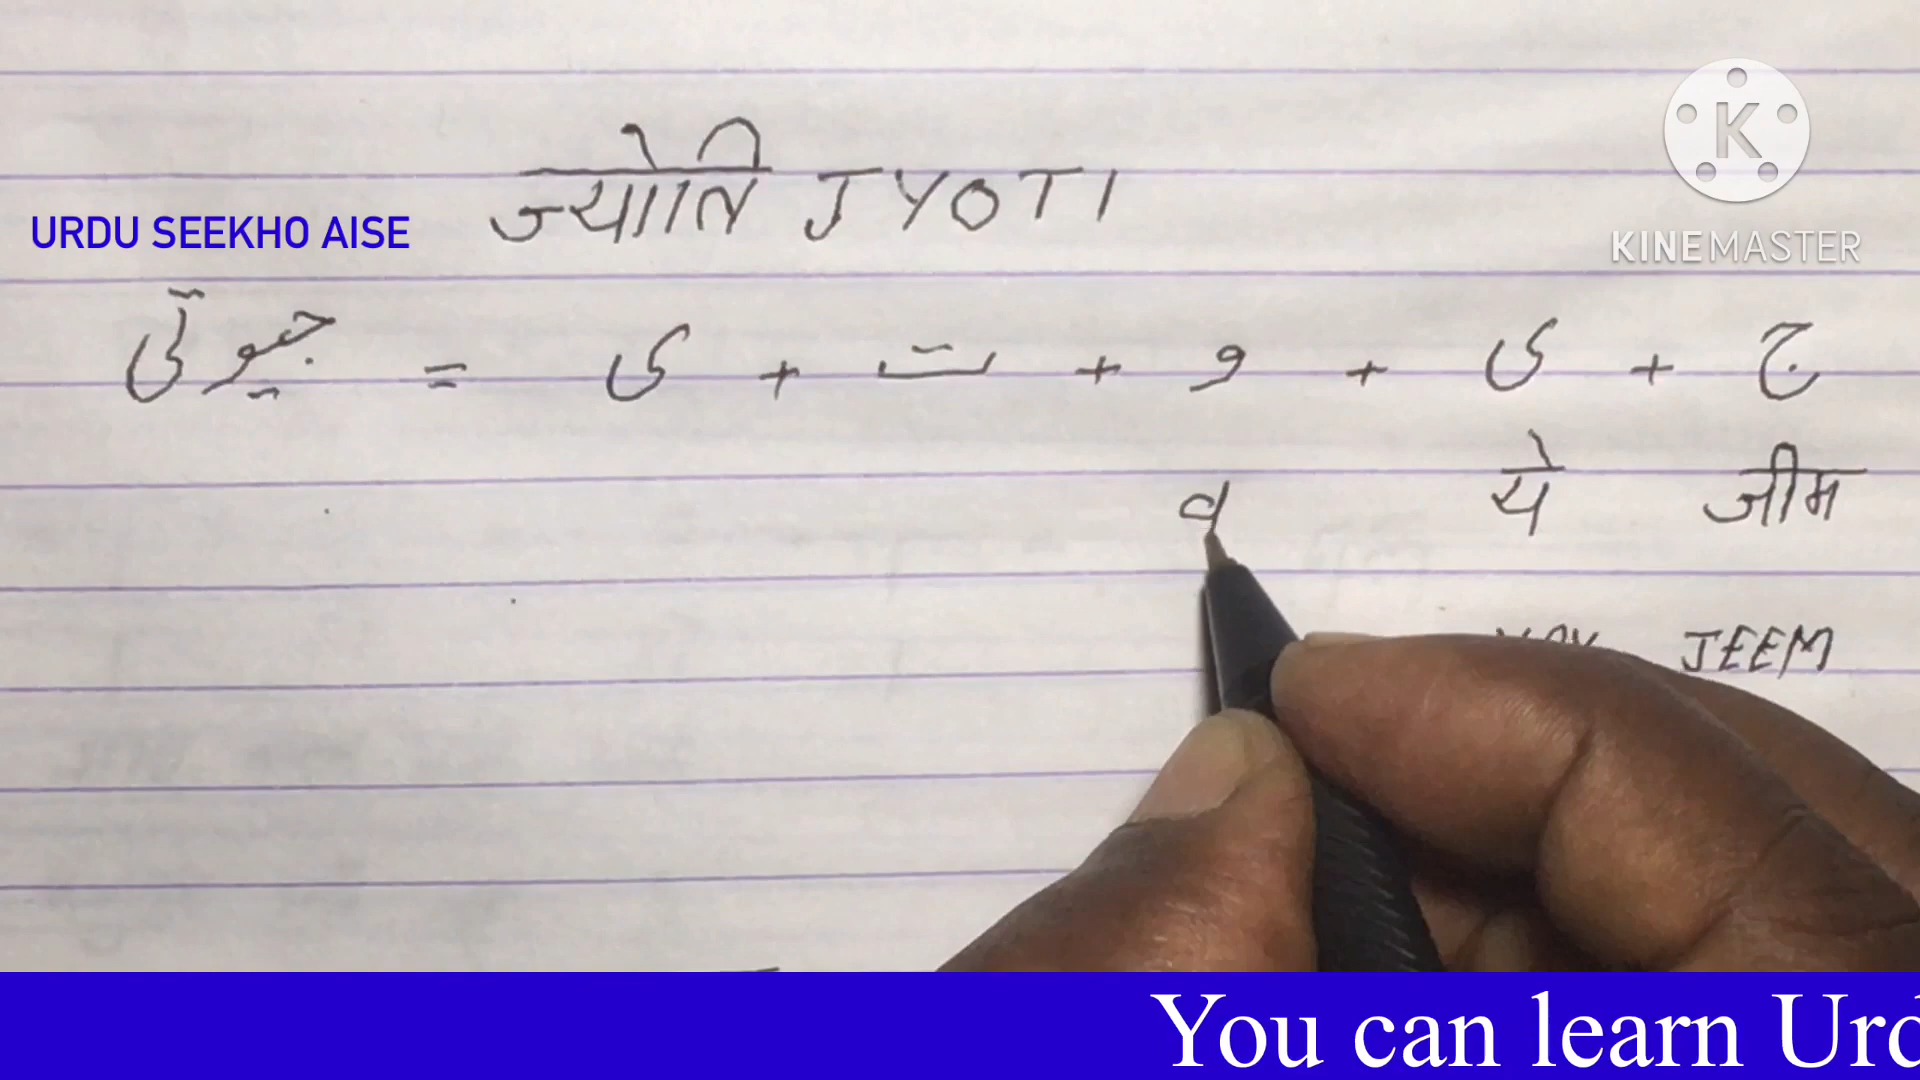 KINEMASTER
ज्योति JYOTI
URDU SEEKHO AISE
ج + ی + و + ت + ی = جیوتی
जीम ये व
JEEM
You can learn Urd